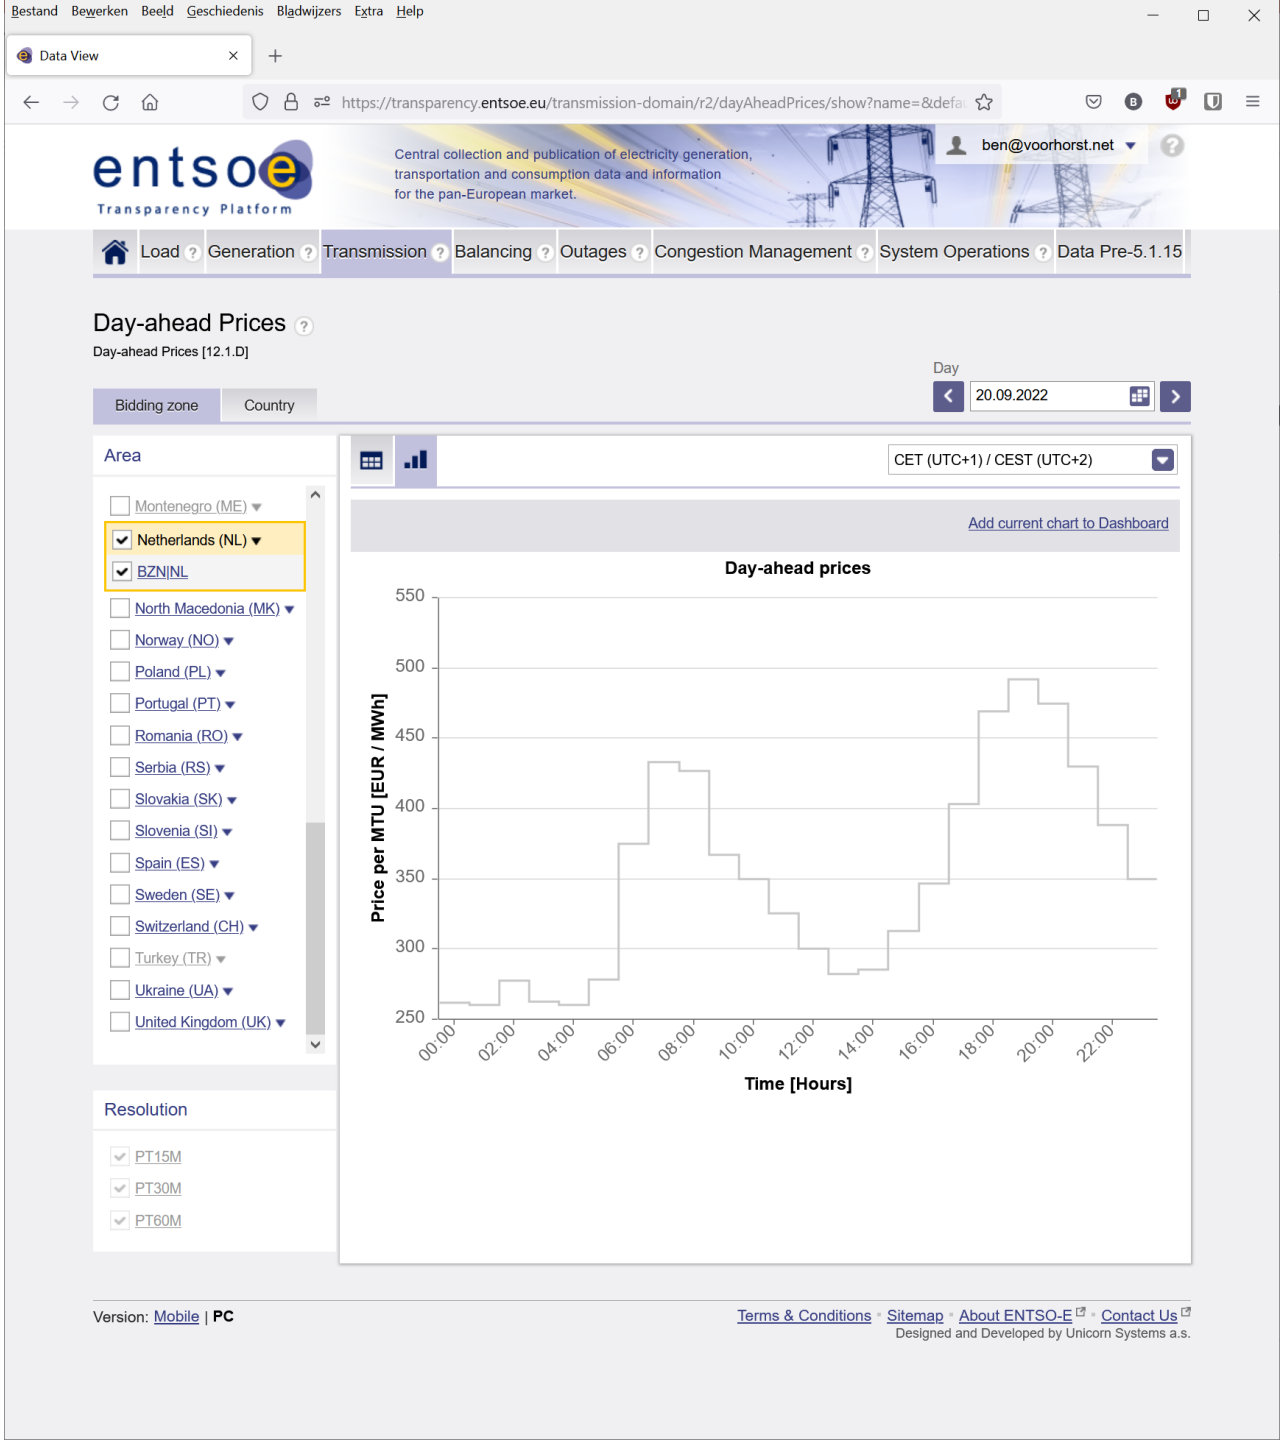 Bestand Bewerken Beeld Geschiedenis Bladwijzers Extra Help
Data View
https://transparency.entsoe.eu/transmission-domain/r2/dayAheadPrices/show?name=&defa
B
1
entsoe
Transparency Platform
Central collection and publication of electricity generation,
transportation and consumption data and information
for the pan-European market.
ben@voorhorst.net
?
Load ? Generation ? Transmission ? Balancing ? Outages ? Congestion Management ? System Operations ? Data Pre-5.1.15
Day-ahead Prices ?
Day-ahead Prices [12.1.D]
Day
20.09.2022
Bidding zone Country
Area
CET (UTC+1) / CEST (UTC+2)
Montenegro (ME)
Netherlands (NL)
BZN|NL
North Macedonia (MK)
Norway (NO)
Poland (PL)
Portugal (PT)
Romania (RO)
Serbia (RS)
Slovakia (SK)
Slovenia (SI)
Spain (ES)
Sweden (SE)
Switzerland (CH)
Turkey (TR)
Ukraine (UA)
United Kingdom (UK)
Add current chart to Dashboard
Day-ahead prices
Price per MTU [EUR / MWh]
550
500
450
400
350
300
250
00:00 02:00 04:00 06:00 08:00 10:00 12:00 14:00 16:00 18:00 20:00 22:00
Time [Hours]
Resolution
PT15M
PT30M
PT60M
Version: Mobile | PC
Terms & Conditions Sitemap About ENTSO-E Contact Us
Designed and Developed by Unicorn Systems a.s.